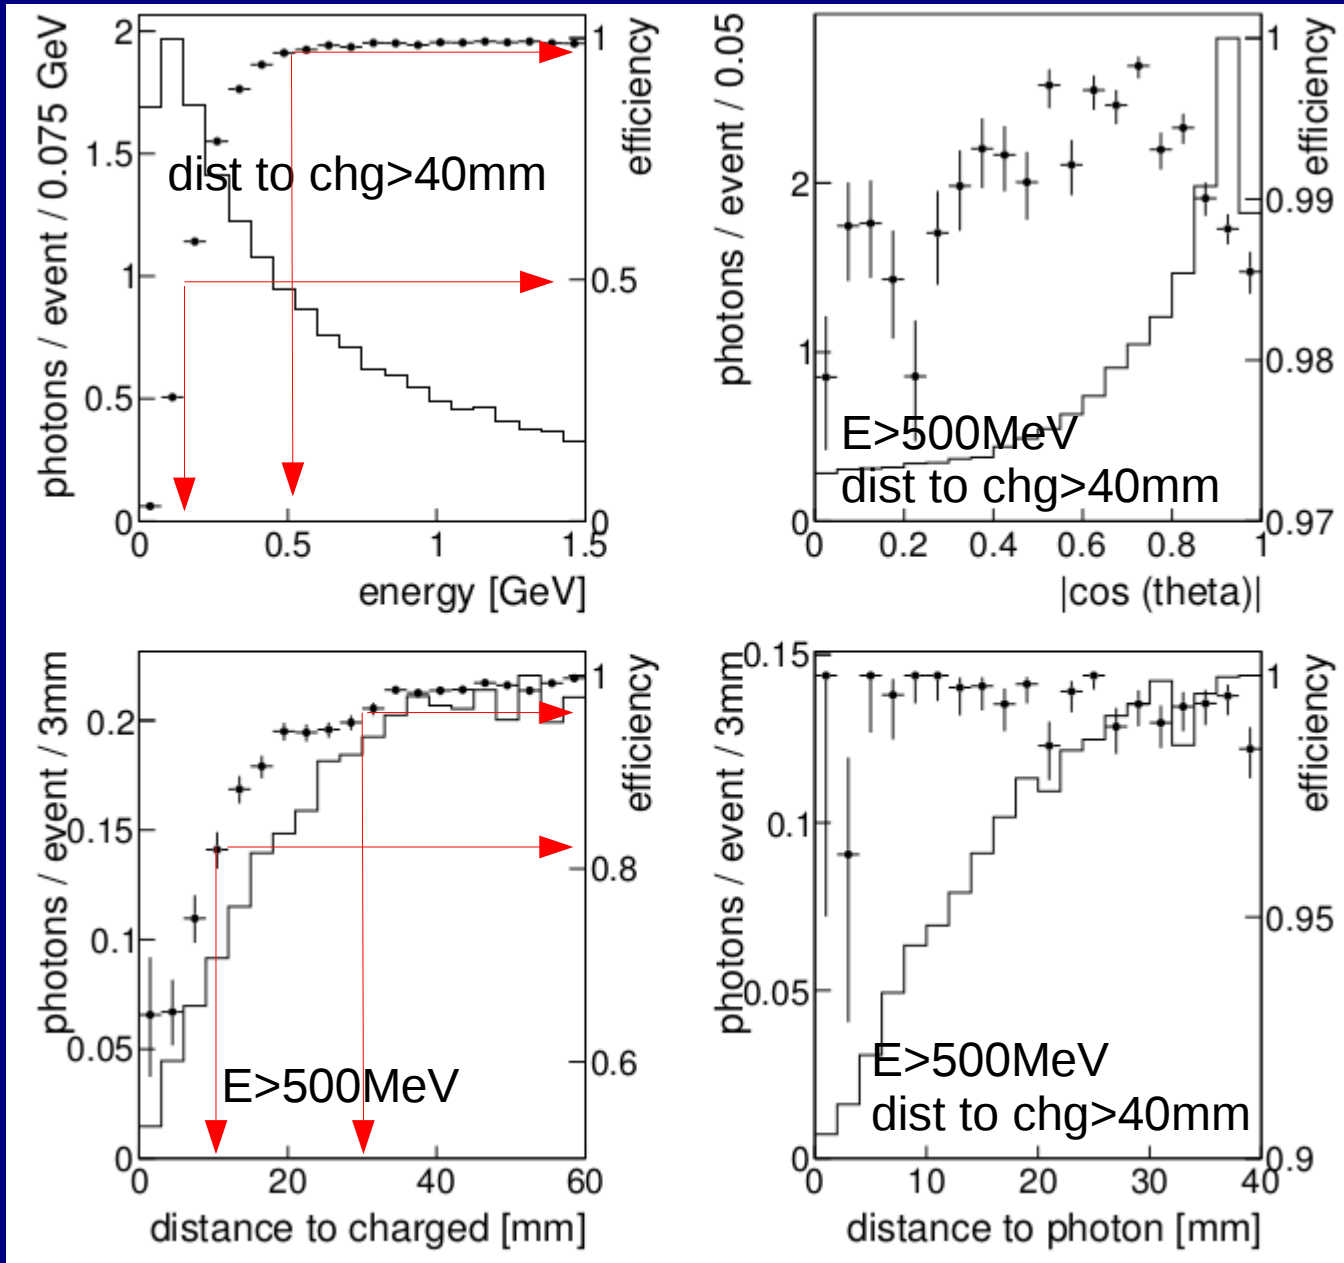 photons / event / 0.075 GeV
2
1.5
1
0.5
0
dist to chg>40mm
1
0.5
0
efficiency
0
0.5
1
1.5
energy [GeV]
photons / event / 0.05
2
1
0
E>500MeV
dist to chg>40mm
1
0.99
0.98
0.97
efficiency
0
0.2
0.4
0.6
0.8
1
|cos (theta)|
photons / event / 3mm
0.2
0.15
0.1
0.05
0
E>500MeV
1
0.8
0.6
efficiency
0
20
40
60
distance to charged [mm]
photons / event / 3mm
0.15
0.1
0.05
0
E>500MeV
dist to chg>40mm
1
0.95
0.9
efficiency
0
10
20
30
40
distance to photon [mm]